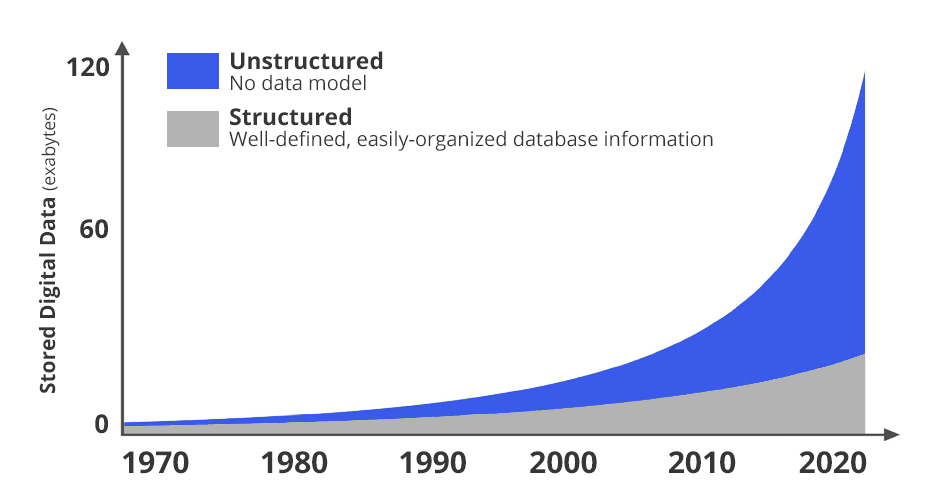 120
60
0
Stored Digital Data (exabytes)
Unstructured
No data model
Structured
Well-defined, easily-organized database information
1970 1980 1990 2000 2010 2020